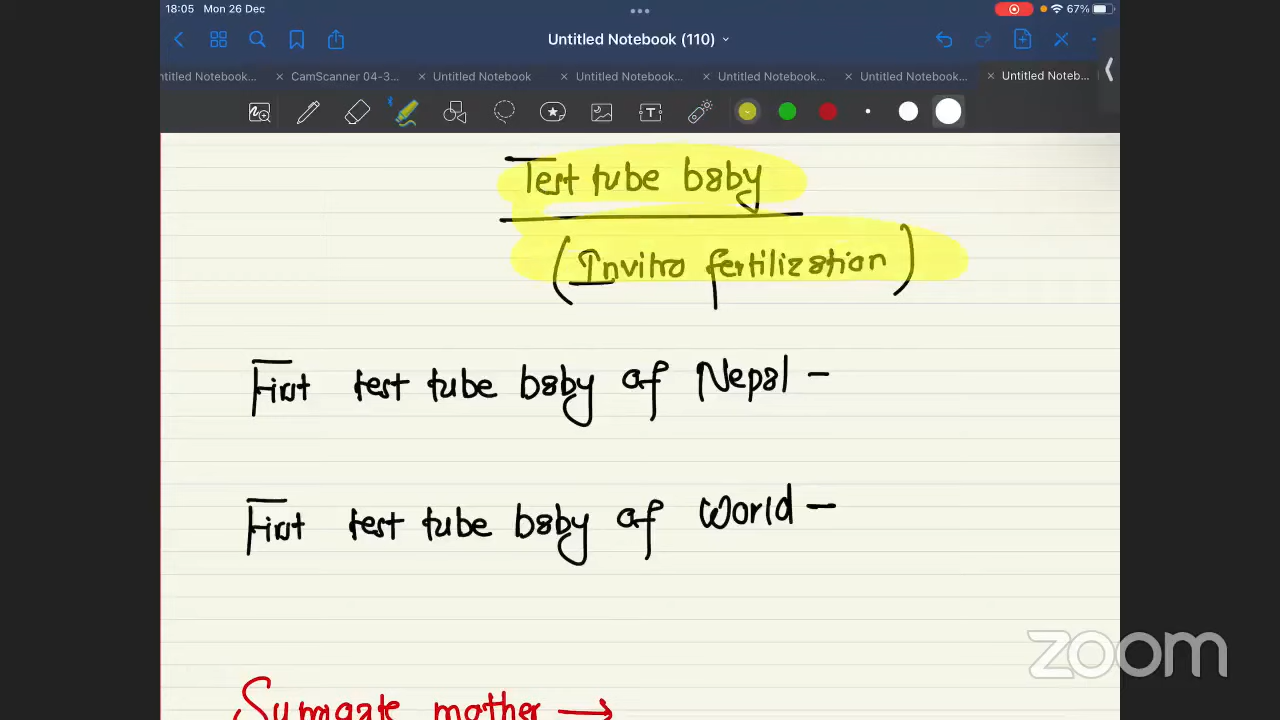 18:05 Mon 26 Dec
67%
Untitled Notebook (110)
ntitled Notebook...
CamScanner 04-3...
Untitled Notebook
Untitled Notebook...
Untitled Notebook...
Untitled Notebook...
Untitled Noteb...
Test tube baby
(Invitro fertilization)
First test tube baby of Nepal -
First test tube baby of World -
zoom
Surrogate mother →